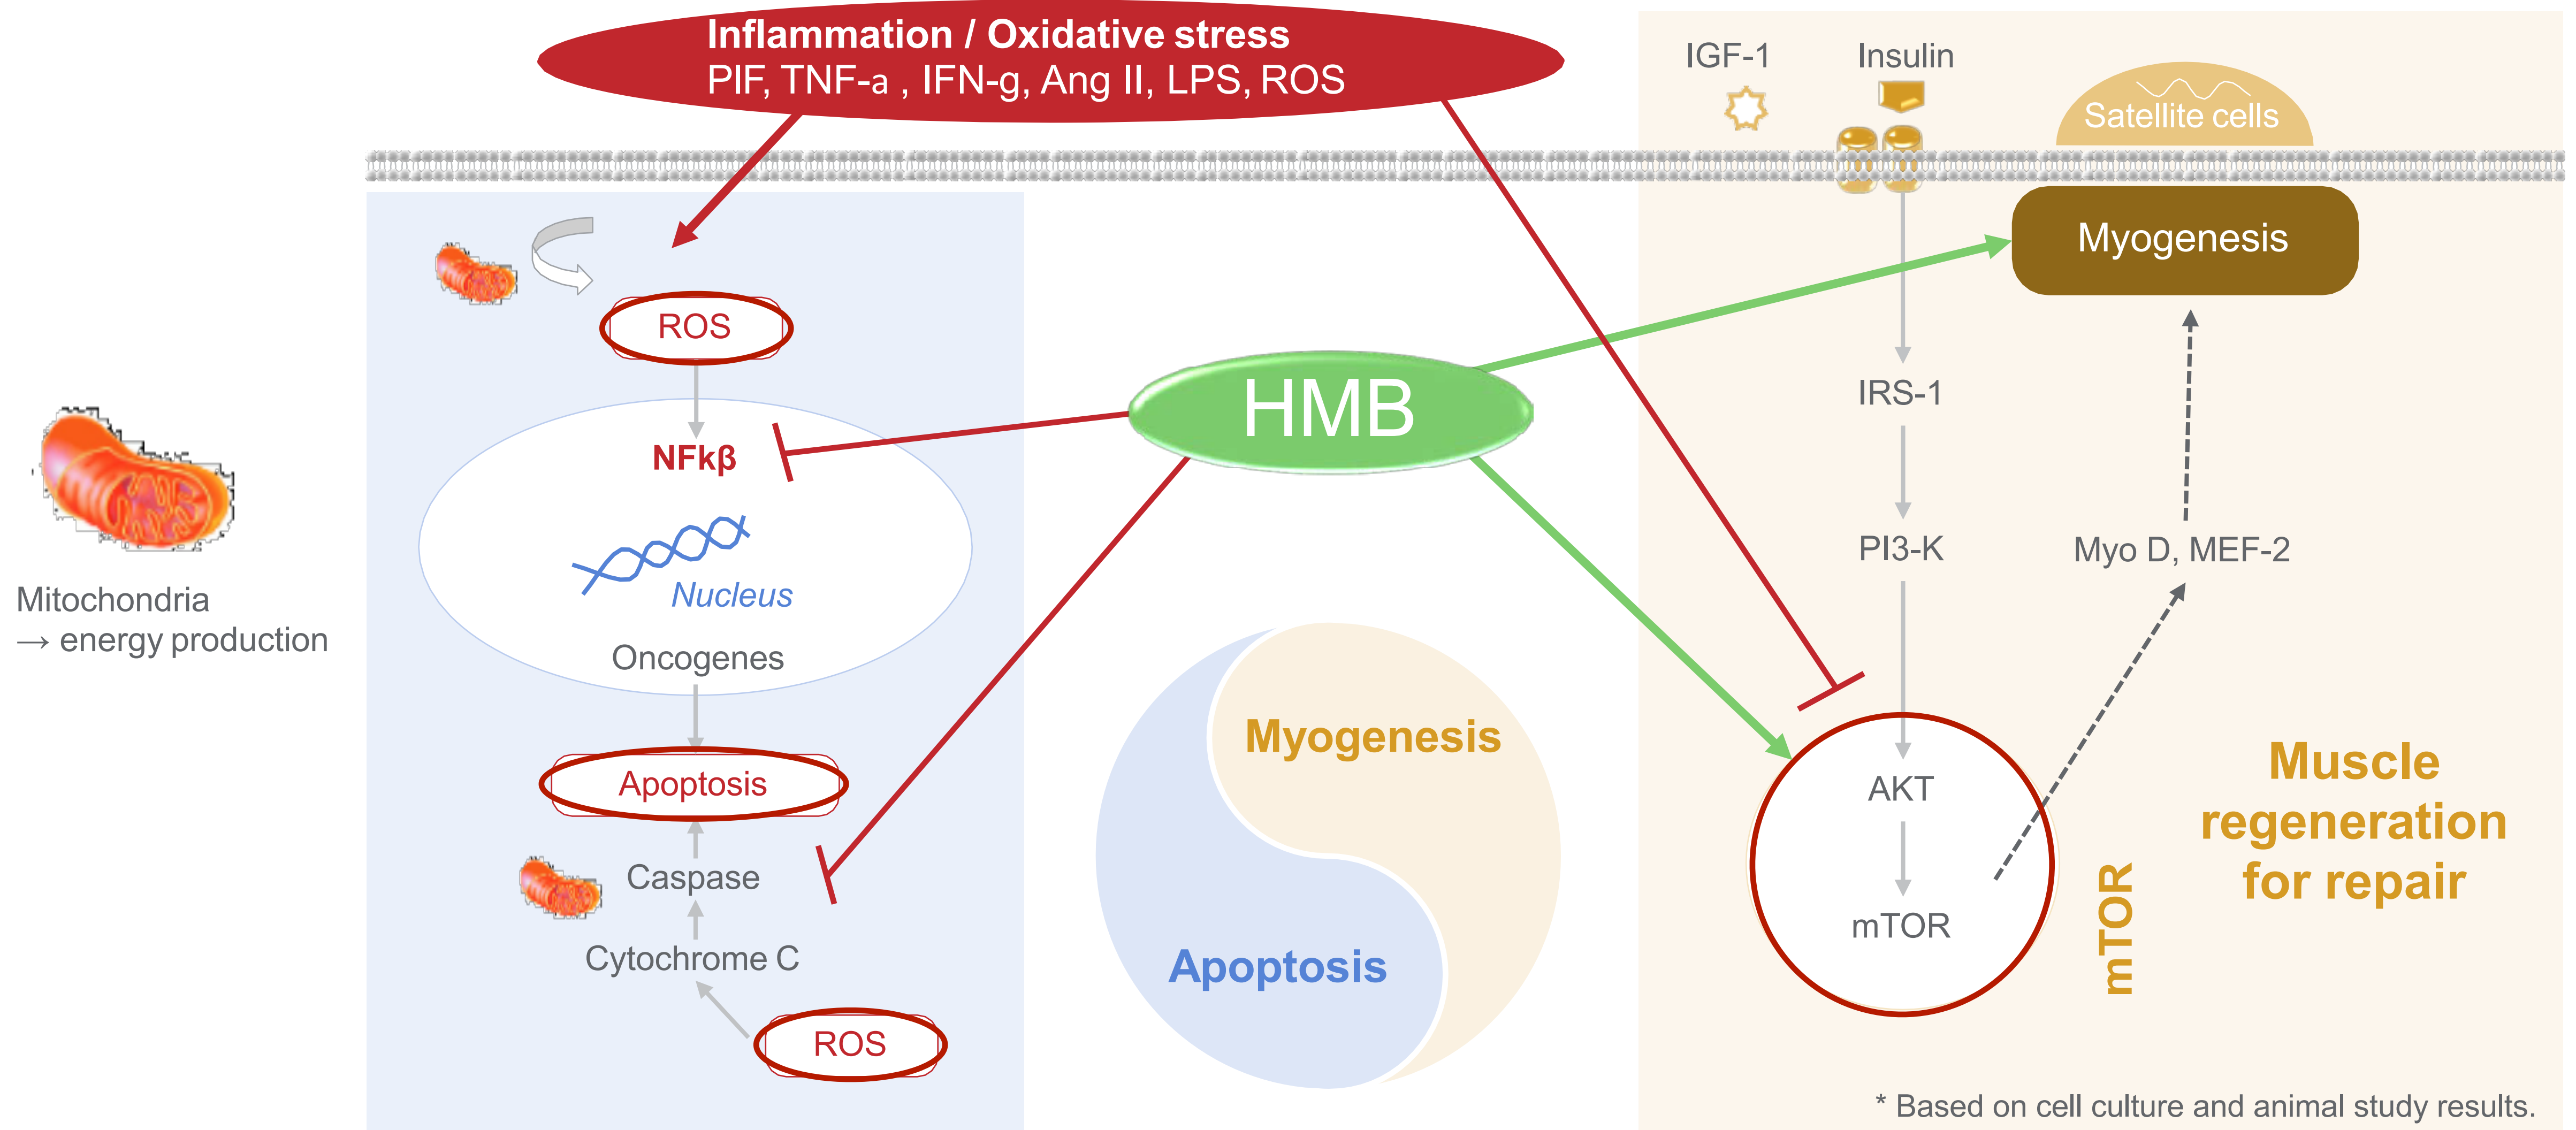 Inflammation / Oxidative stress
PIF, TNF-a , IFN-g, Ang II, LPS, ROS
IGF-1
Insulin
Satellite cells
Myogenesis
ROS
HMB
NFkβ
Nucleus
Oncogenes
Apoptosis
Caspase
Cytochrome C
ROS
Mitochondria
→ energy production
Myogenesis
Apoptosis
IRS-1
PI3-K
Myo D, MEF-2
AKT
mTOR
mTOR
Muscle
regeneration
for repair
* Based on cell culture and animal study results.